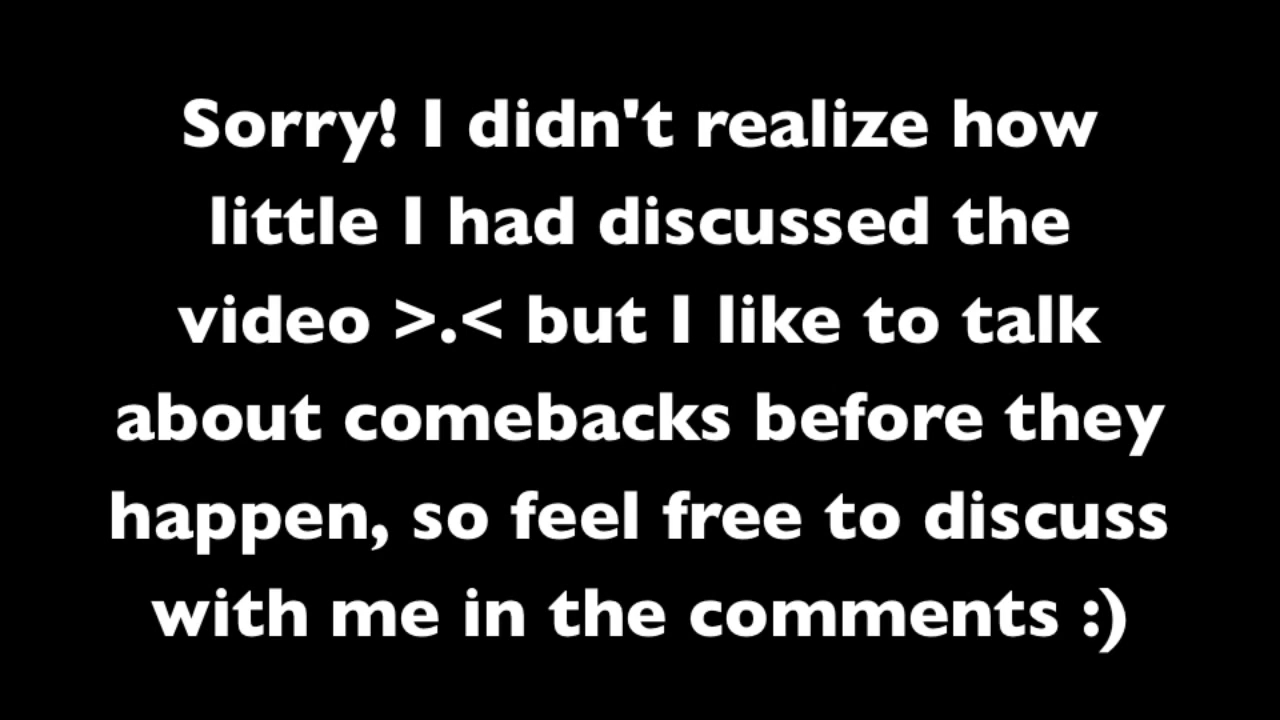 Sorry! I didn't realize how
little I had discussed the
video >.< but I like to talk
about comebacks before they
happen, so feel free to discuss
with me in the comments :)